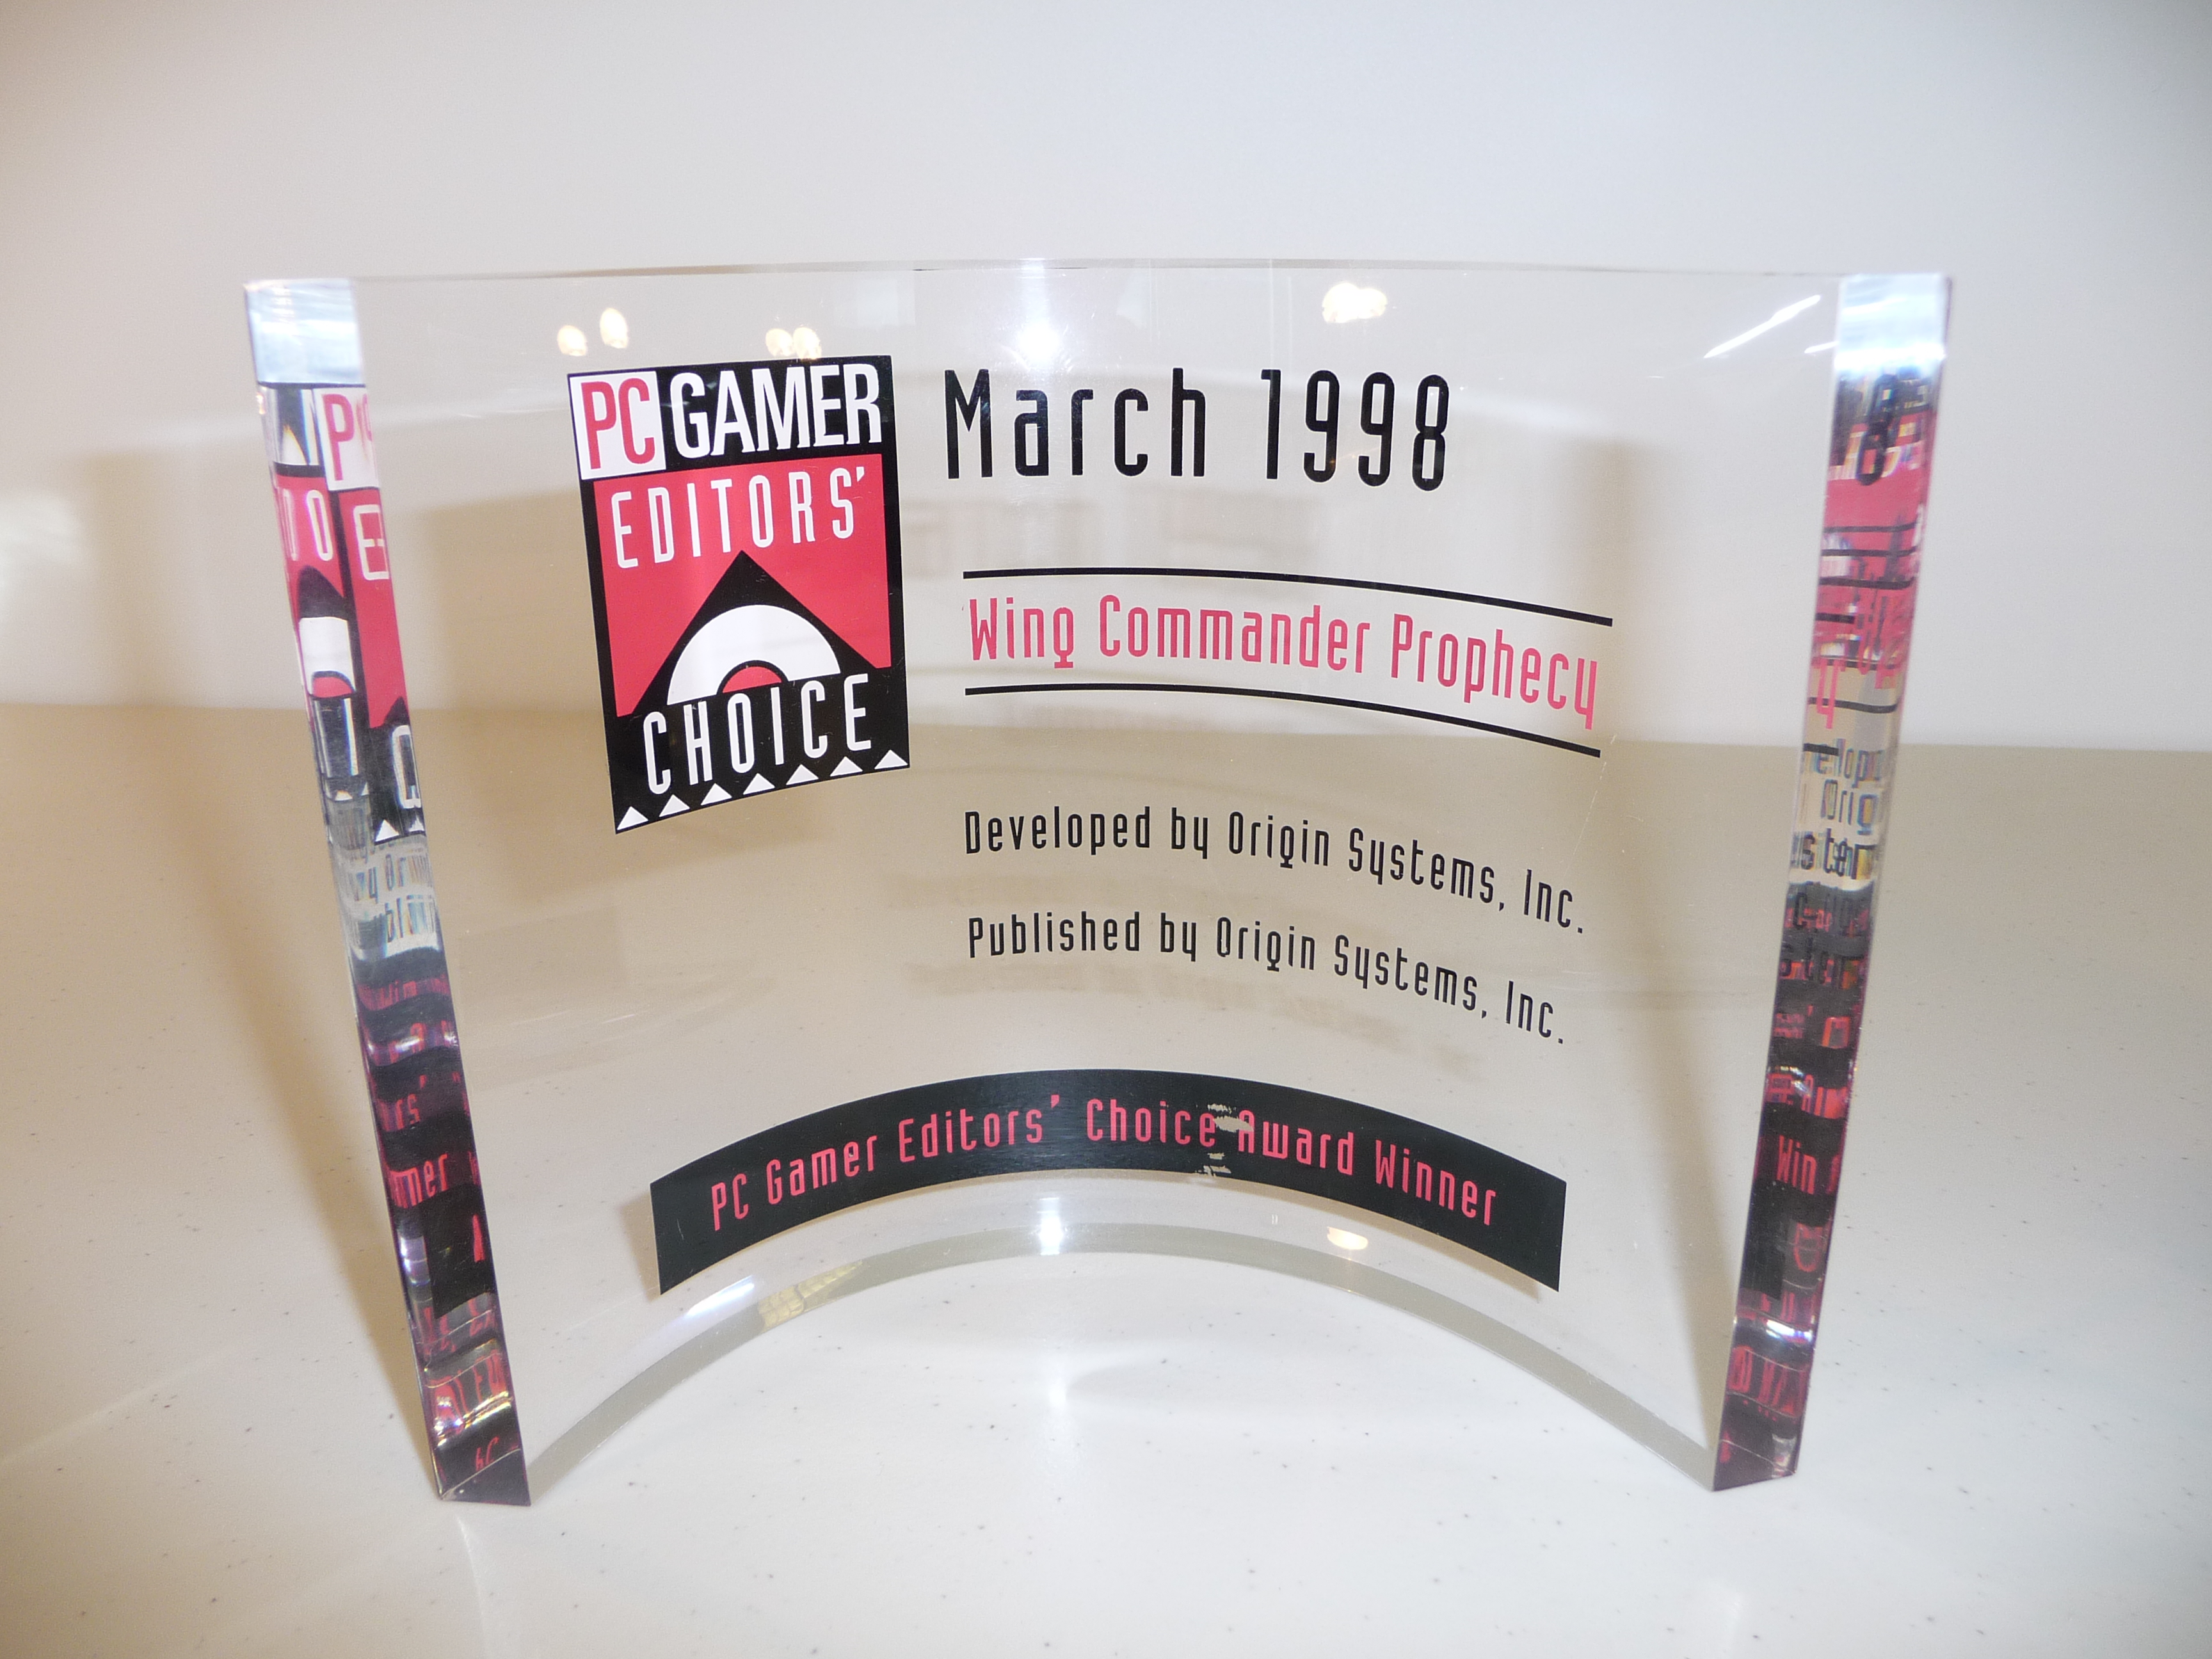 PC GAMER
EDITORS'
CHOICE
March 1998
Wing Commander Prophecy
Developed by Origin Systems, Inc.
Published by Origin Systems, Inc.
PC Gamer Editors' Choice Award Winner